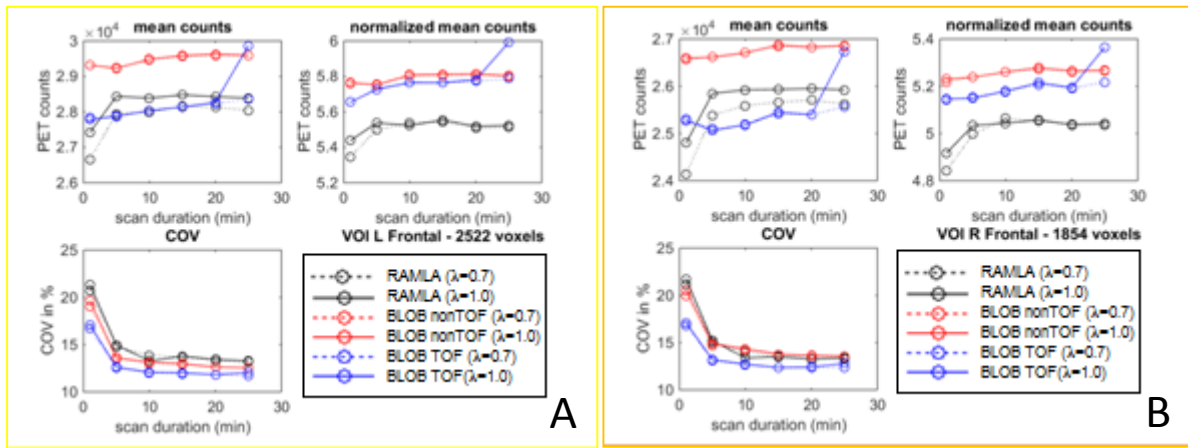 mean counts
×10⁴
3
2.9
2.8
2.7
2.6
PET counts
0 10 20 30
scan duration (min)
normalized mean counts
6
5.8
5.6
5.4
5.2
PET counts
0 10 20 30
scan duration (min)
COV
25
20
15
10
COV in %
0 10 20 30
scan duration (min)
VOI L Frontal - 2522 voxels
RAMLA (λ=0.7)
RAMLA (λ=1.0)
BLOB nonTOF (λ=0.7)
BLOB nonTOF (λ=1.0)
BLOB TOF (λ=0.7)
BLOB TOF(λ=1.0)
A
mean counts
×10⁴
2.7
2.6
2.5
2.4
PET counts
0 10 20 30
scan duration (min)
normalized mean counts
5.4
5.2
5
4.8
PET counts
0 10 20 30
scan duration (min)
COV
25
20
15
10
COV in %
0 10 20 30
scan duration (min)
VOI R Frontal - 1854 voxels
RAMLA (λ=0.7)
RAMLA (λ=1.0)
BLOB nonTOF (λ=0.7)
BLOB nonTOF (λ=1.0)
BLOB TOF (λ=0.7)
BLOB TOF(λ=1.0)
B